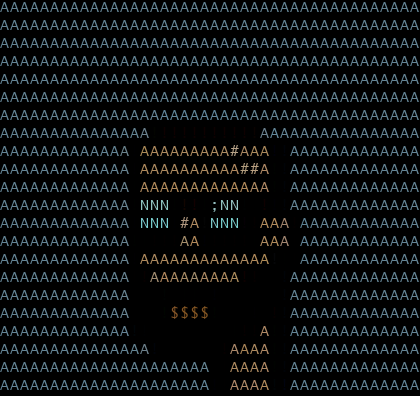 AAAAAAAAAAAAAAAAAAAAAAAAAAAAAAAAAAAAAAAAAA
AAAAAAAAAAAAAAAAAAAAAAAAAAAAAAAAAAAAAAAAAA
AAAAAAAAAAAAAAAAAAAAAAAAAAAAAAAAAAAAAAAAAA
AAAAAAAAAAAAAAAAAAAAAAAAAAAAAAAAAAAAAAAAAA
AAAAAAAAAAAAAAAAAAAAAAAAAAAAAAAAAAAAAAAAAA
AAAAAAAAAAAAAAAAAAAAAAAAAAAAAAAAAAAAAAAAAA
AAAAAAAAAAAAAAAAAAAAAAAAAAAAAAAAAAAAAAAAAA
AAAAAAAAAAAAAAA           AAAAAAAAAAAAAAAA
AAAAAAAAAAAAA AAAAAAAAA#AAA  AAAAAAAAAAAAA
AAAAAAAAAAAAA AAAAAAAAAA##A  AAAAAAAAAAAAA
AAAAAAAAAAAAA AAAAAAAAAAAAA  AAAAAAAAAAAAA
AAAAAAAAAAAAA NNN    ;NN     AAAAAAAAAAAAA
AAAAAAAAAAAAA NNN #A NNN  AAA AAAAAAAAAAAA
AAAAAAAAAAAAA     AA      AAA AAAAAAAAAAAA
AAAAAAAAAAAAA AAAAAAAAAAAAA   AAAAAAAAAAAA
AAAAAAAAAAAAA  AAAAAAAAA     AAAAAAAAAAAAA
AAAAAAAAAAAAA                AAAAAAAAAAAAA
AAAAAAAAAAAAA    $$$$        AAAAAAAAAAAAA
AAAAAAAAAAAAA             A  AAAAAAAAAAAAA
AAAAAAAAAAAAAAA        AAAA  AAAAAAAAAAAAA
AAAAAAAAAAAAAAAAAAAAA  AAAA  AAAAAAAAAAAAA
AAAAAAAAAAAAAAAAAAAAA  AAAA  AAAAAAAAAAAAA